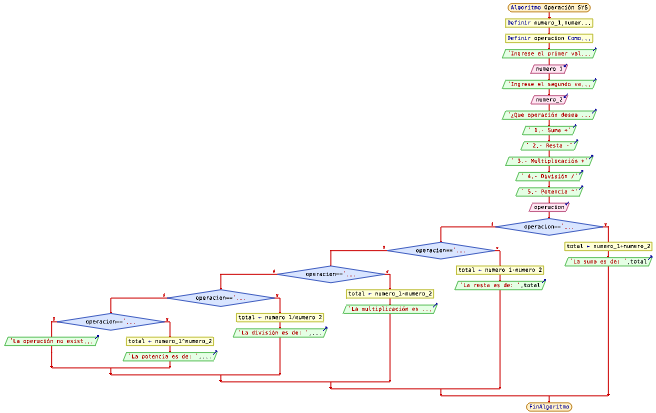 Algoritmo Operación SYS
Definir numero_1,numer...
Definir operacion Como...
'Ingrese el primer val...
numero_1
'Ingrese el segundo va...
numero_2
'¿Que operación desea ...
' 1.- Suma +'
' 2.- Resta -'
' 3.- Multiplicación *'
' 4.- División /'
' 5.- Potencia ^'
operacion
operacion=='...
total ← numero_1+numero_2
'La suma es de: ',total
operacion=='...
total ← numero_1-numero_2
'La resta es de: ',total
operacion=='...
total ← numero_1*numero_2
'La multiplicación es ...
operacion=='...
total ← numero_1/numero_2
'La división es de: ',...
operacion=='...
total ← numero_1^numero_2
'La potencia es de: ',...
'La operación no exist...
FinAlgoritmo